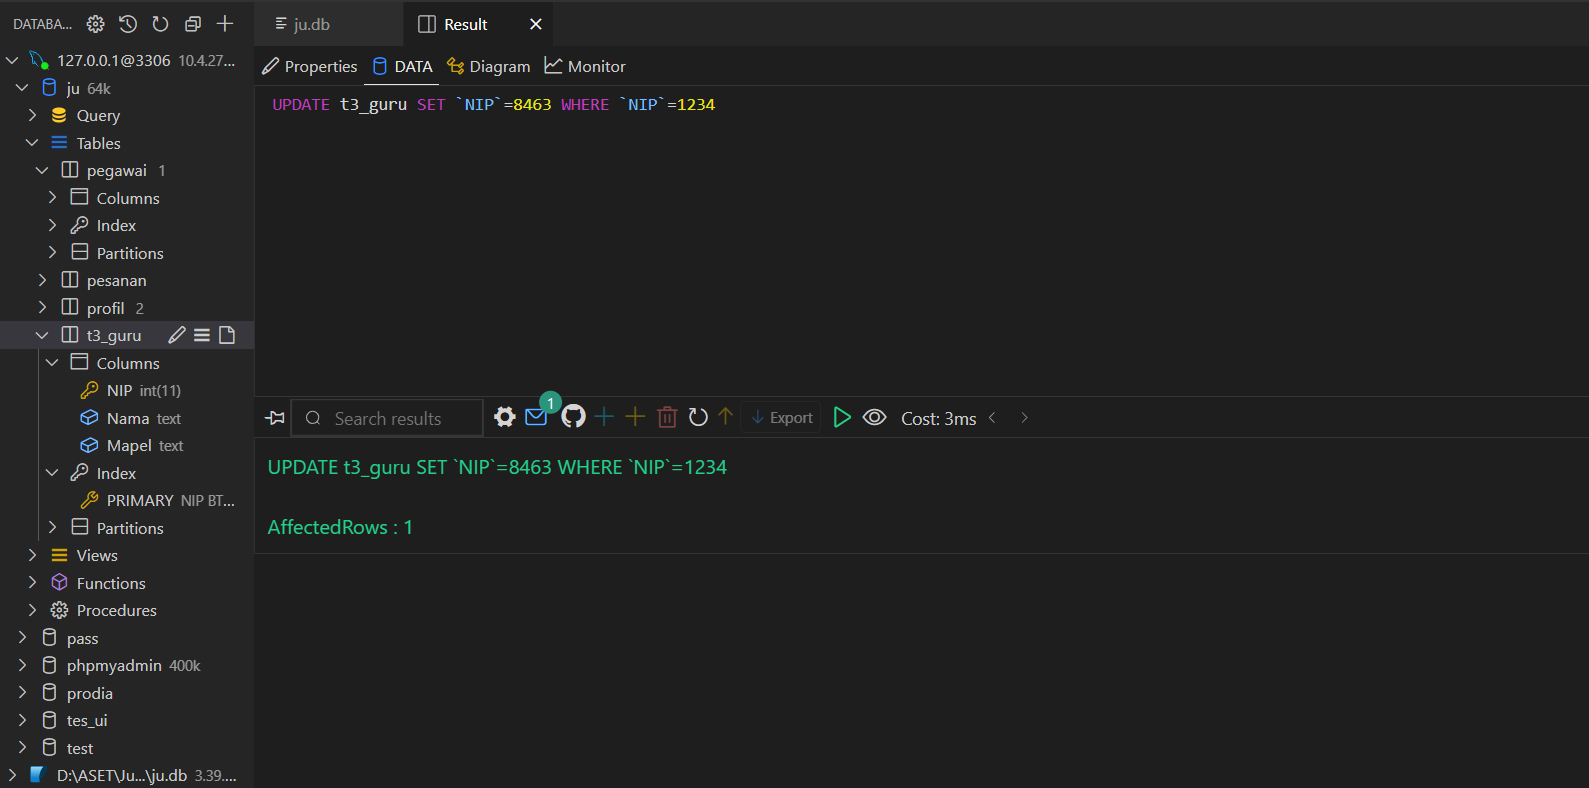 DATABA...
127.0.0.1@3306 10.4.27...
ju 64k
Query
Tables
pegawai 1
Columns
Index
Partitions
pesanan
profil 2
t3_guru
Columns
NIP int(11)
Nama text
Mapel text
Index
PRIMARY NIP BT...
Partitions
Views
Functions
Procedures
pass
phpmyadmin 400k
prodia
tes_ui
test
D:\ASET\Ju...\ju.db 3.39....
ju.db
Result
Properties DATA Diagram Monitor
UPDATE t3_guru SET `NIP`=8463 WHERE `NIP`=1234
Search results 1 Export Cost: 3ms
UPDATE t3_guru SET `NIP`=8463 WHERE `NIP`=1234
AffectedRows : 1